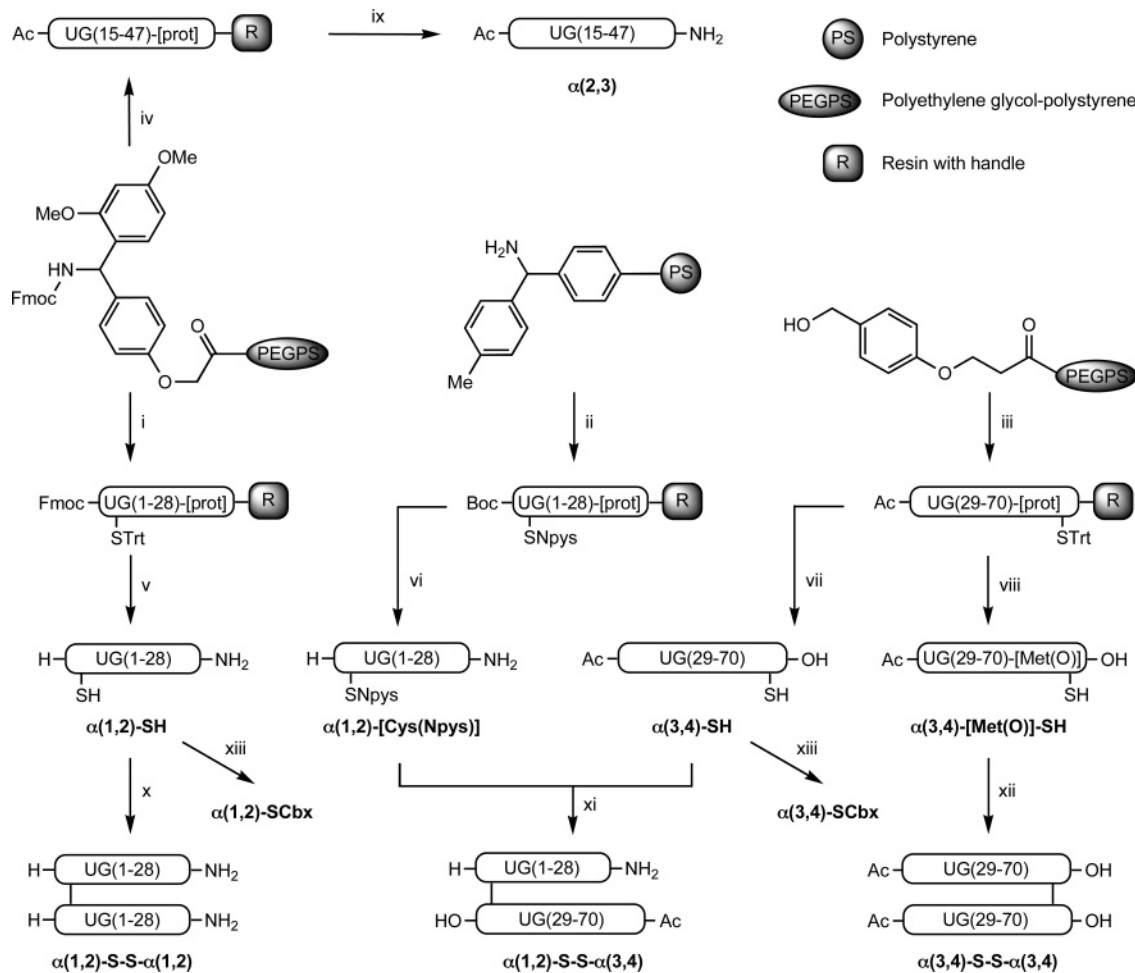 Ac UG(15-47)-[prot] R ix Ac UG(15-47) NH2 PS Polystyrene
α(2,3)
iv PEGPS Polyethylene glycol-polystyrene
OMe R Resin with handle
MeO
HN H2N PS
Fmoc O HO O
PEGPS O PEGPS
O Me
i ii iii
Fmoc UG(1-28)-[prot] R Boc UG(1-28)-[prot] R Ac UG(29-70)-[prot] R
STrt SNpys STrt
v vi vii viii
H UG(1-28) NH2 H UG(1-28) NH2 Ac UG(29-70) OH Ac UG(29-70)-[Met(O)] OH
SH SNpys SH SH
α(1,2)-SH α(1,2)-[Cys(Npys)] α(3,4)-SH α(3,4)-[Met(O)]-SH
x xiii xi xiii xii
α(1,2)-SCbx α(3,4)-SCbx
H UG(1-28) NH2 H UG(1-28) NH2 Ac UG(29-70) OH
H UG(1-28) NH2 HO UG(29-70) Ac Ac UG(29-70) OH
α(1,2)-S-S-α(1,2) α(1,2)-S-S-α(3,4) α(3,4)-S-S-α(3,4)